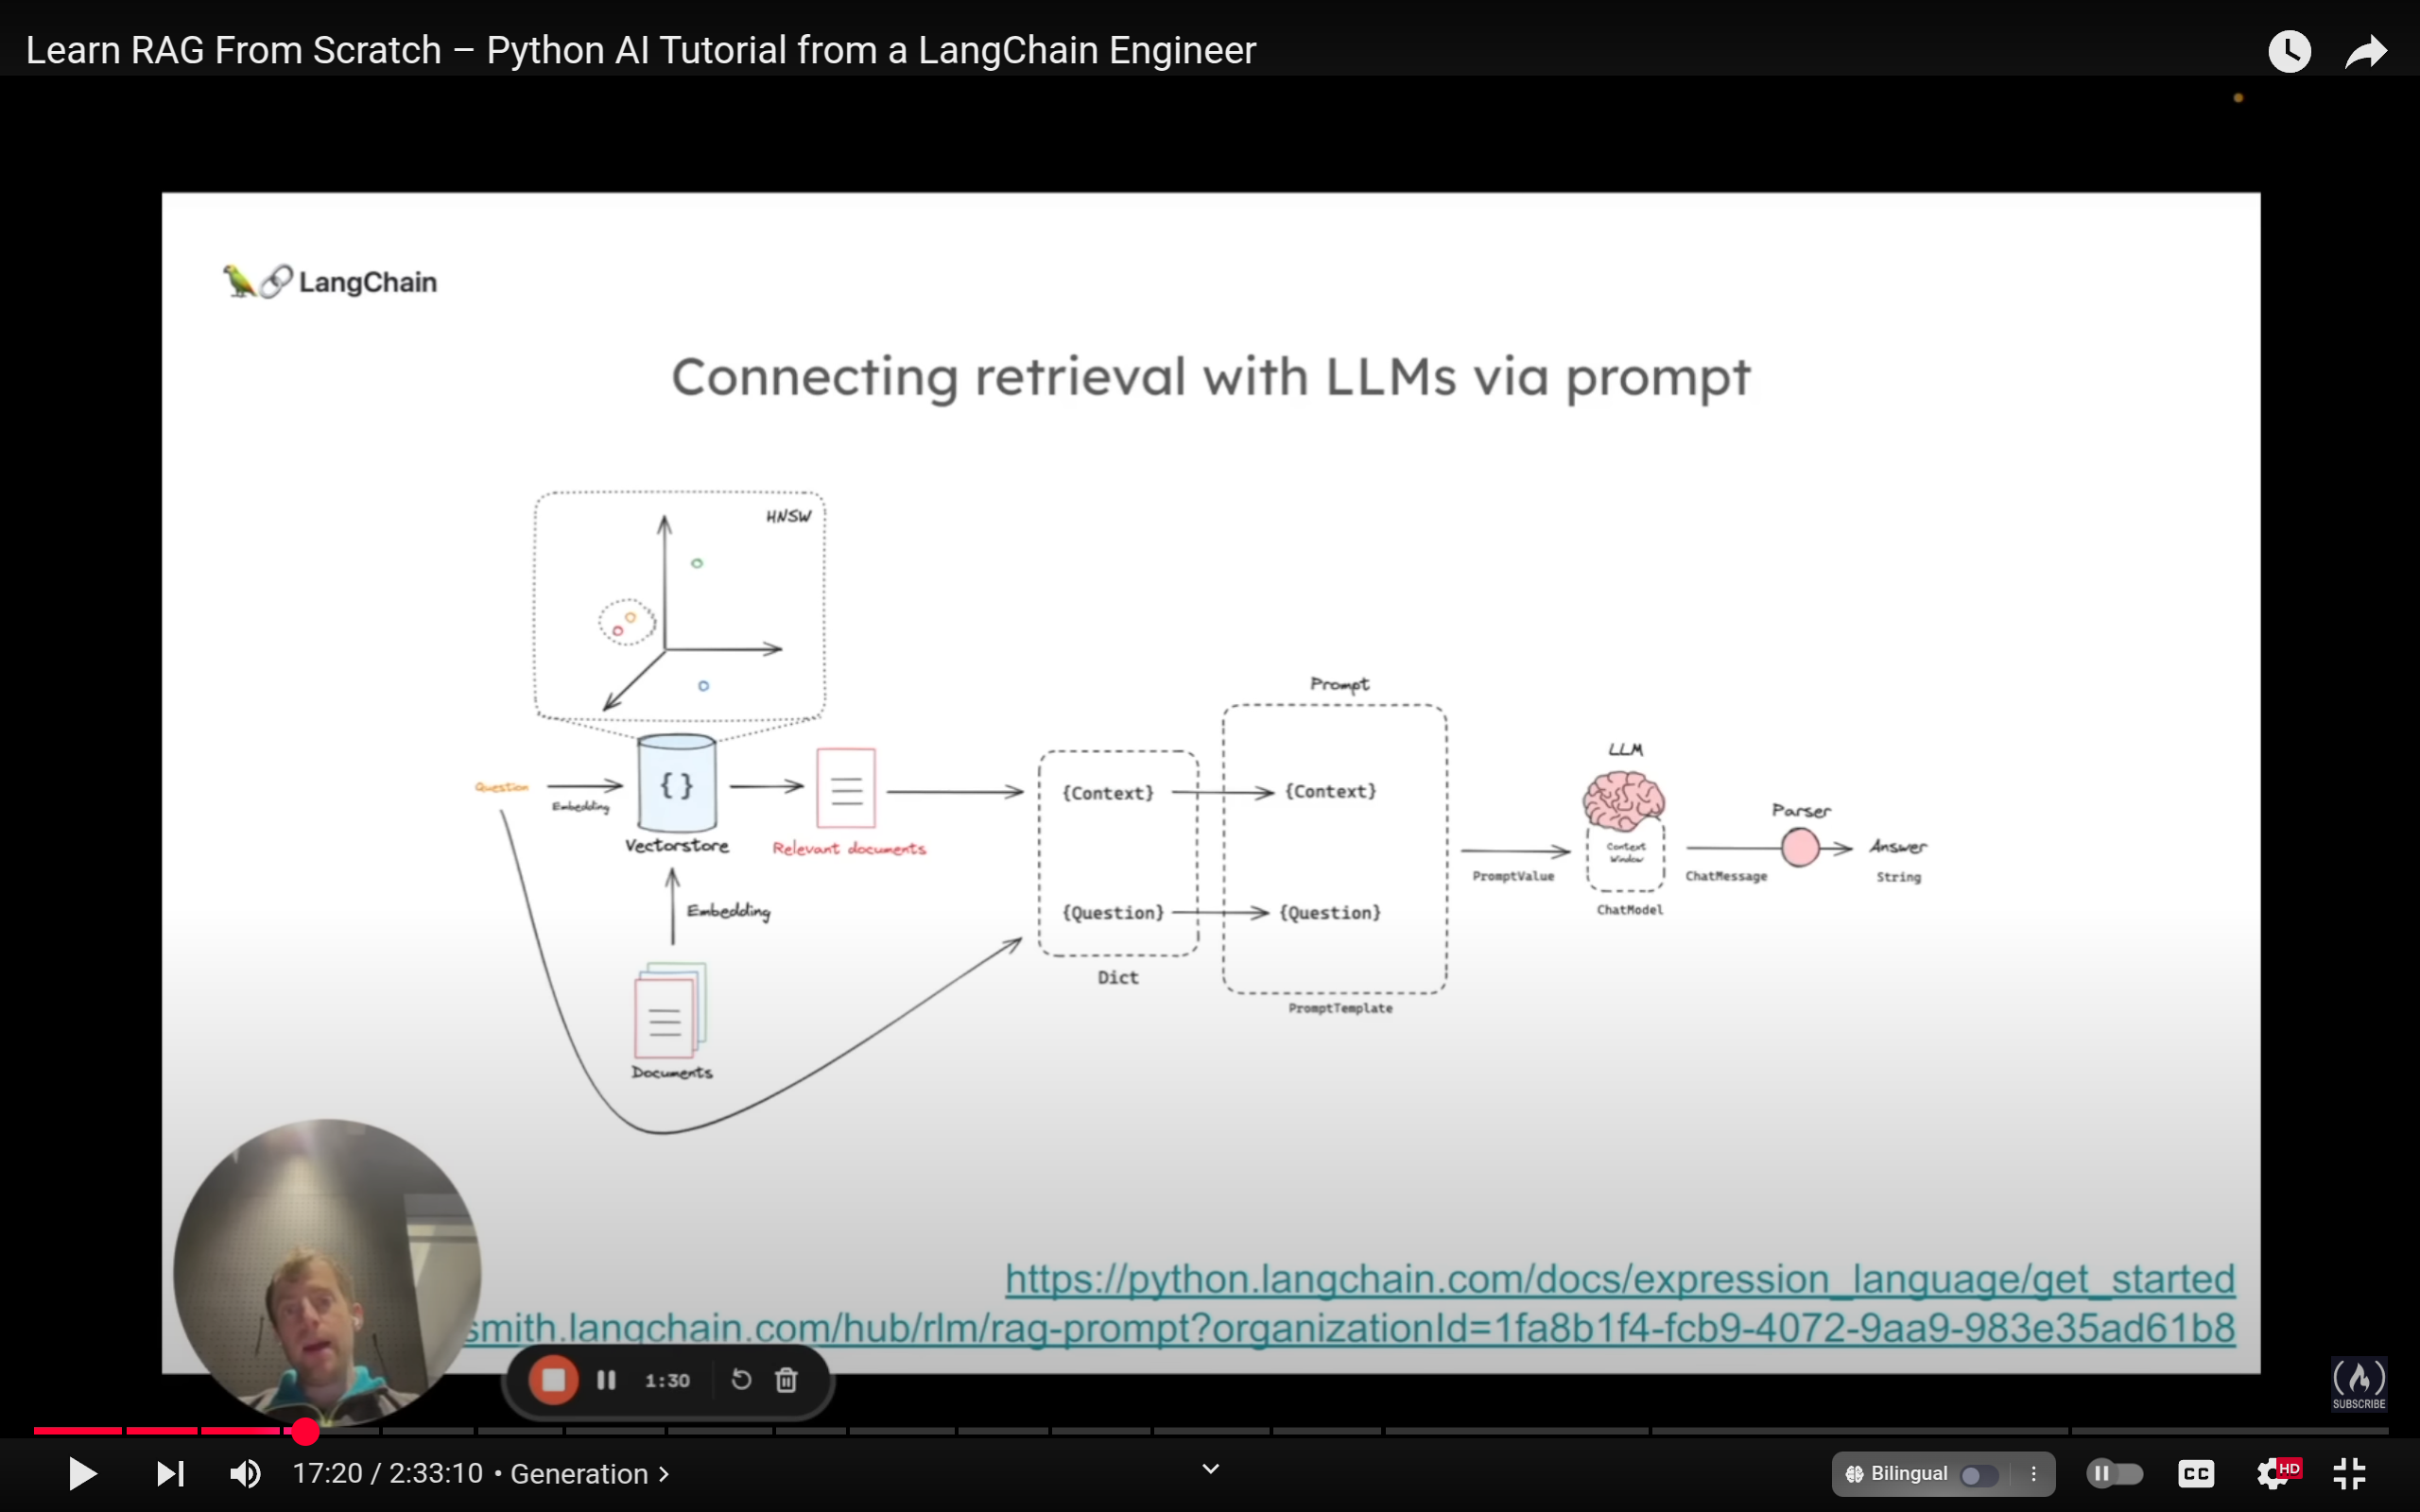 Learn RAG From Scratch – Python AI Tutorial from a LangChain Engineer
LangChain
Connecting retrieval with LLMs via prompt
HNSW
Prompt
LLM
{ }
{Context}
{Context}
Question
Embedding
Vectorstore
Relevant documents
Parser
Context
Window
Answer
PromptValue
ChatMessage
String
ChatModel
Embedding
{Question}
{Question}
Dict
PromptTemplate
Documents
https://python.langchain.com/docs/expression_language/get_started
smith.langchain.com/hub/rlm/rag-prompt?organizationId=1fa8b1f4-fcb9-4072-9aa9-983e35ad61b8
1:30
SUBSCRIBE
17:20 / 2:33:10 • Generation
Bilingual
CC
HD